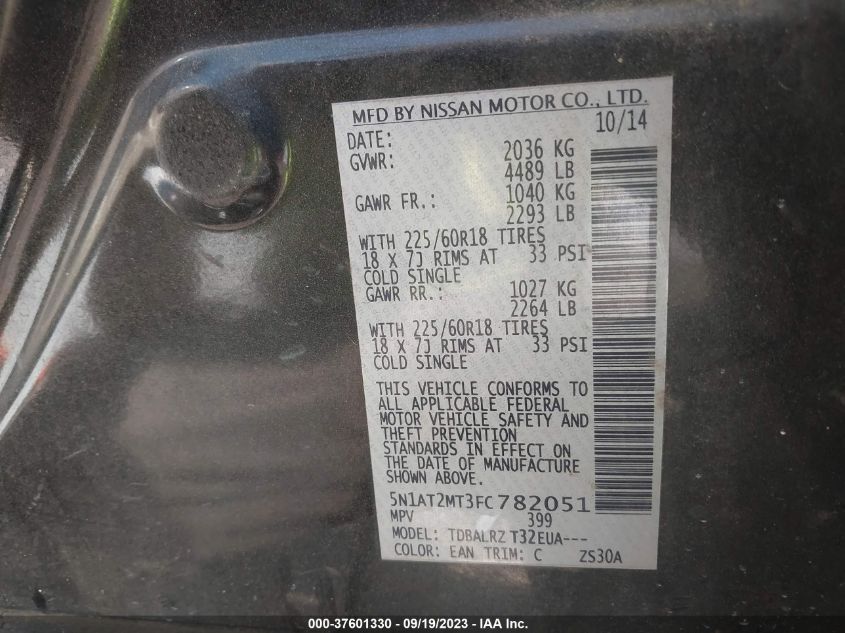 MFD BY NISSAN MOTOR CO., LTD.
DATE: 10/14
GVWR: 2036 KG
4489 LB
GAWR FR.: 1040 KG
2293 LB
WITH 225/60R18 TIRES
18 X 7J RIMS AT 33 PSI
COLD SINGLE
GAWR RR.: 1027 KG
2264 LB
WITH 225/60R18 TIRES
18 X 7J RIMS AT 33 PSI
COLD SINGLE
THIS VEHICLE CONFORMS TO
ALL APPLICABLE FEDERAL
MOTOR VEHICLE SAFETY AND
THEFT PREVENTION
STANDARDS IN EFFECT ON
THE DATE OF MANUFACTURE
SHOWN ABOVE.
5N1AT2MT3FC782051
MPV 399
MODEL: TDBALRZ T32EUA---
COLOR: EAN TRIM: C ZS30A
000-37601330 - 09/19/2023 - IAA Inc.